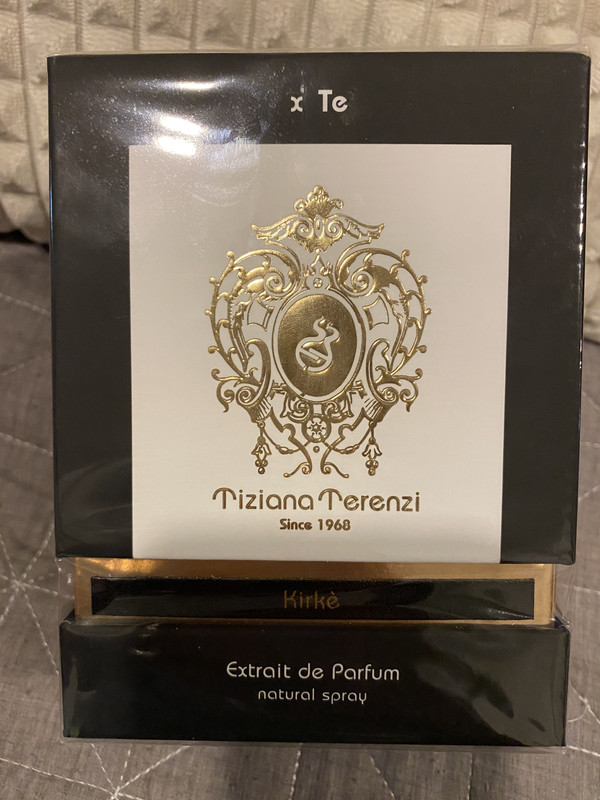 x Te
Tiziana Terenzi
Since 1968
Kirkè
Extrait de Parfum
natural spray